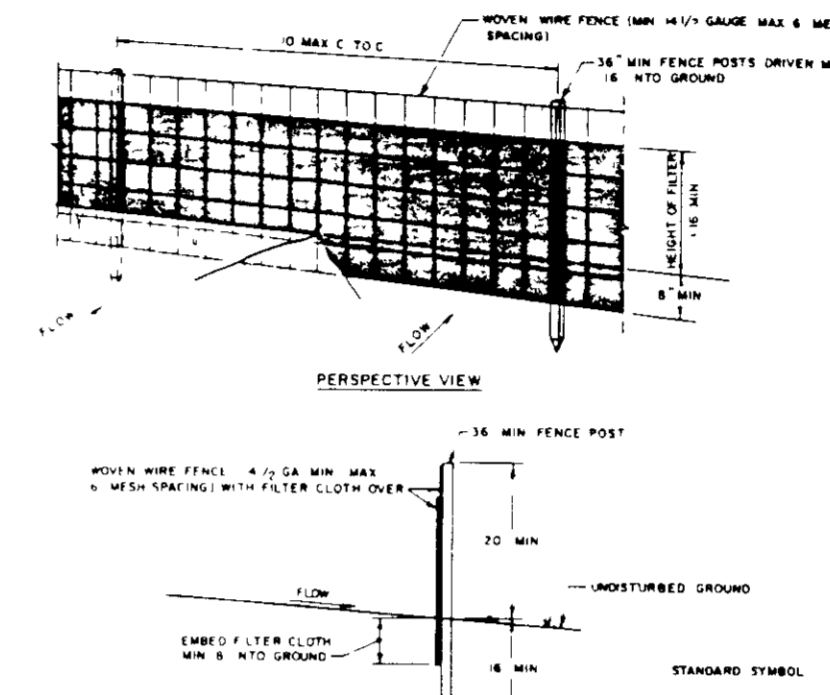 WOVEN WIRE FENCE (MIN 14 1/2 GAUGE MAX 6 ME
SPACING)
10 MAX C TO C
36" MIN FENCE POSTS DRIVEN M
16 NTO GROUND
HEIGHT OF FILTER
16 MIN
8" MIN
FLOW
FLOW
PERSPECTIVE VIEW
36 MIN FENCE POST
WOVEN WIRE FENCE 4 1/2 GA MIN MAX
6 MESH SPACING) WITH FILTER CLOTH OVER
20 MIN
FLOW
UNDISTURBED GROUND
EMBED FILTER CLOTH
MIN 8 NTO GROUND
16 MIN
STANDARD SYMBOL